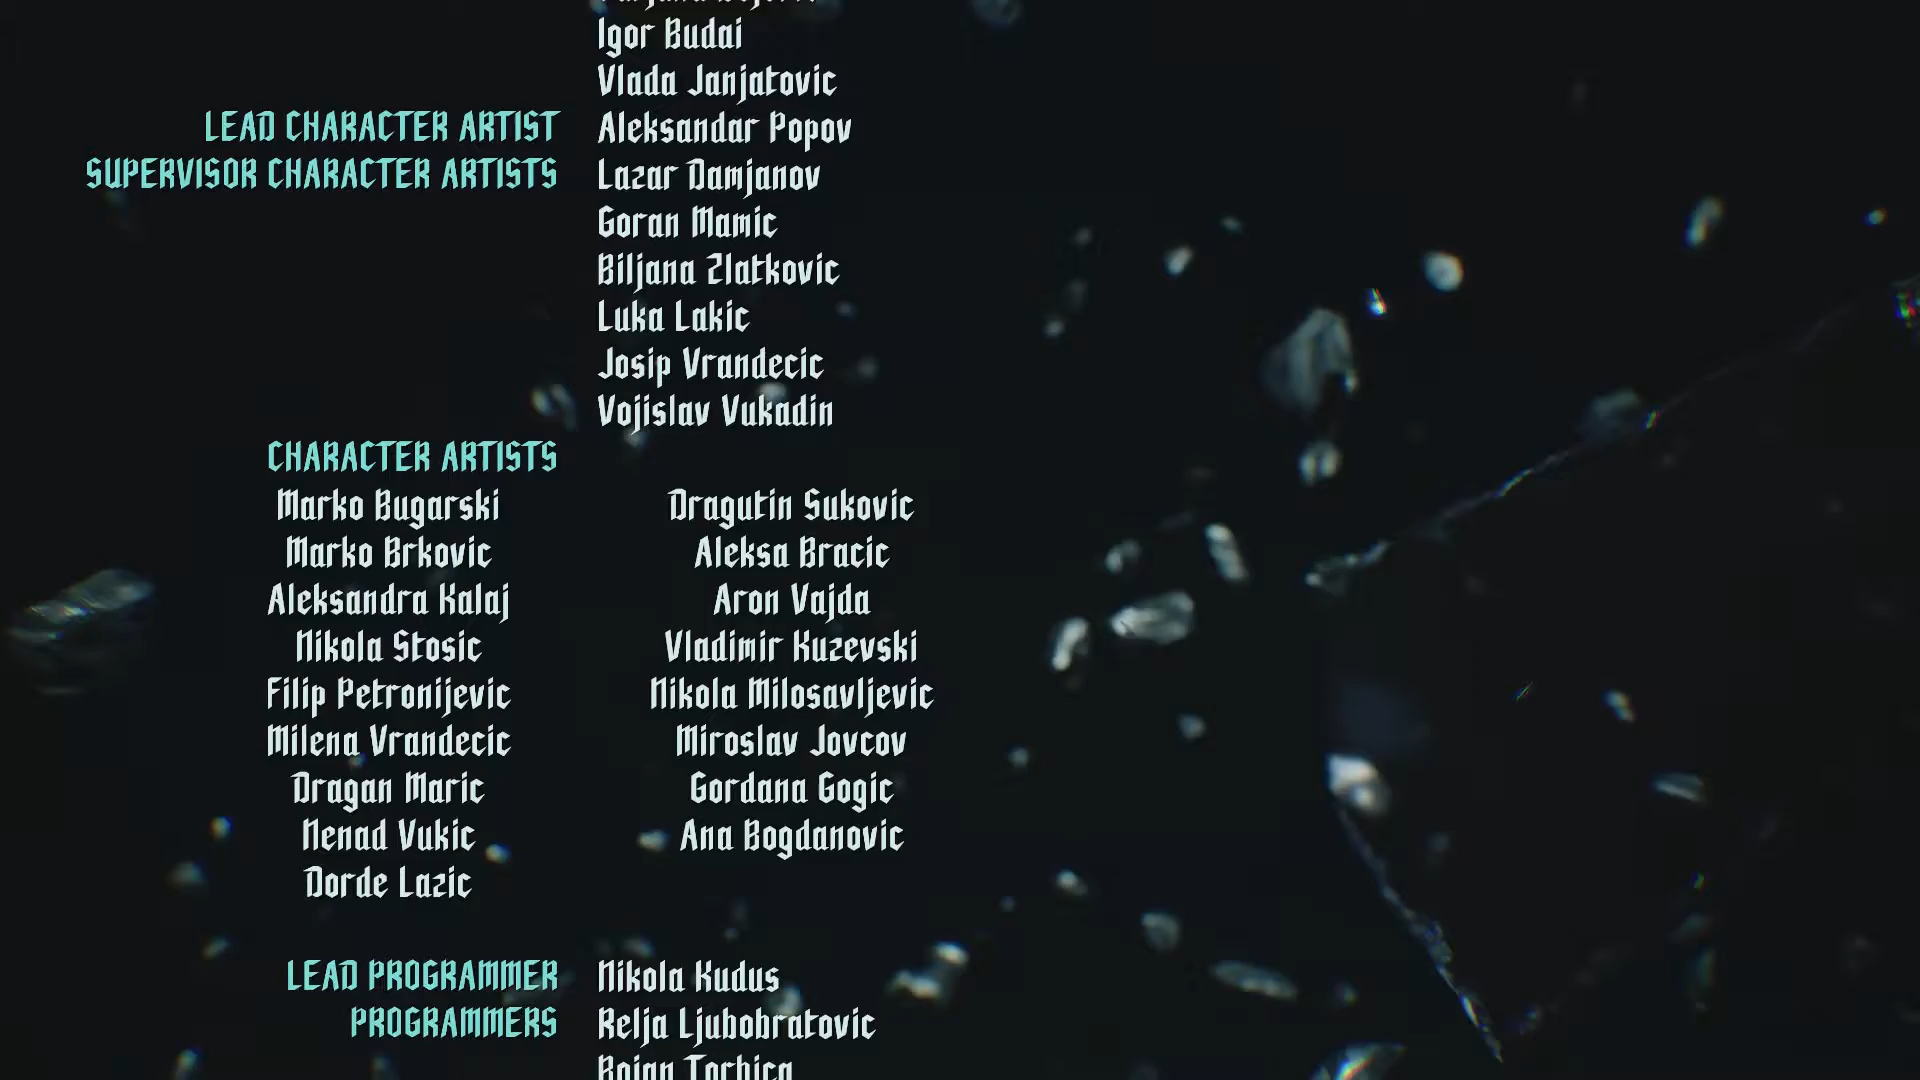 Igor Budai
Vlada Janjatovic
LEAD CHARACTER ARTIST Aleksandar Popov
SUPERVISOR CHARACTER ARTISTS Lazar Damjanov
Goran Mamic
Biljana Zlatkovic
Luka Lakic
Josip Vrandecic
Vojislav Vukadin
CHARACTER ARTISTS
Marko Bugarski Dragutin Sukovic
Marko Brkovic Aleksa Bracic
Aleksandra Kalaj Aron Vajda
Nikola Stosic Vladimir Kuzevski
Filip Petronijevic Nikola Milosavljevic
Milena Vrandecic Miroslav Jovcov
Dragan Maric Gordana Gogic
Nenad Vukic Ana Bogdanovic
Dorde Lazic
LEAD PROGRAMMER Nikola Kudus
PROGRAMMERS Relja Ljubobratovic
Bojan Torbica